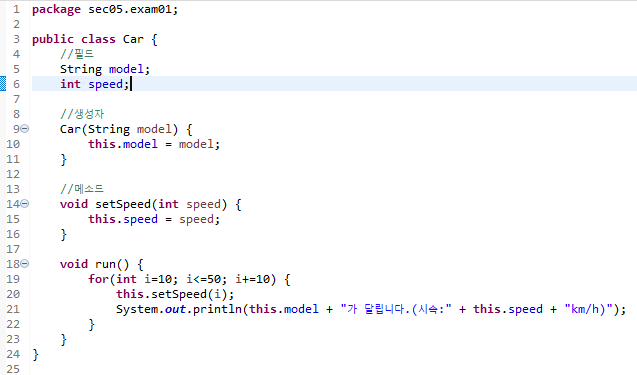 1 package sec05.exam01;
2
3 public class Car {
4     //필드
5     String model;
6     int speed;
7
8     //생성자
9     Car(String model) {
10         this.model = model;
11     }
12
13     //메소드
14     void setSpeed(int speed) {
15         this.speed = speed;
16     }
17
18     void run() {
19         for(int i=10; i<=50; i+=10) {
20             this.setSpeed(i);
21             System.out.println(this.model + "가 달립니다.(시속:" + this.speed + "km/h)");
22         }
23     }
24 }
25